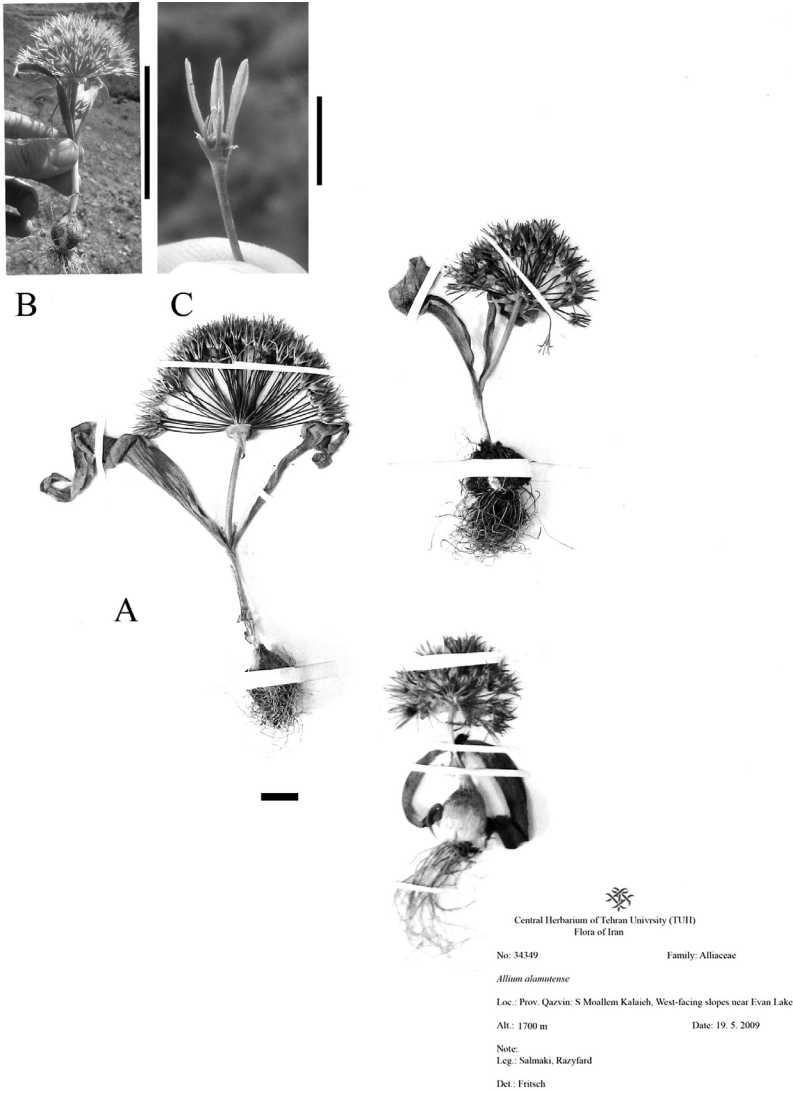 B
C
A
Central Herbarium of Tehran Univrsity (TUH)
Flora of Iran
No: 34349 Family: Alliaceae
Allium alamutense
Loc.: Prov. Qazvin: S Moallem Kalaieh, West-facing slopes near Evan Lake
Alt.: 1700 m Date: 19. 5. 2009
Note:
Leg.: Salmaki, Razyfard
Det.: Fritsch